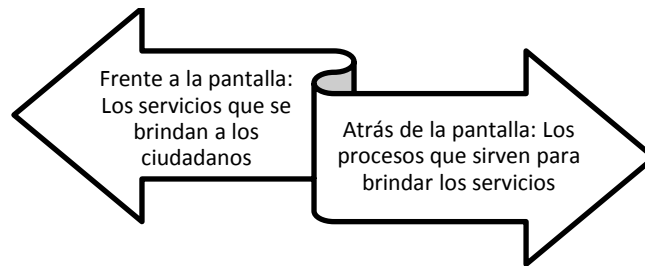 Frente a la pantalla:
Los servicios que se
brindan a los
ciudadanos
Atrás de la pantalla: Los
procesos que sirven para
brindar los servicios